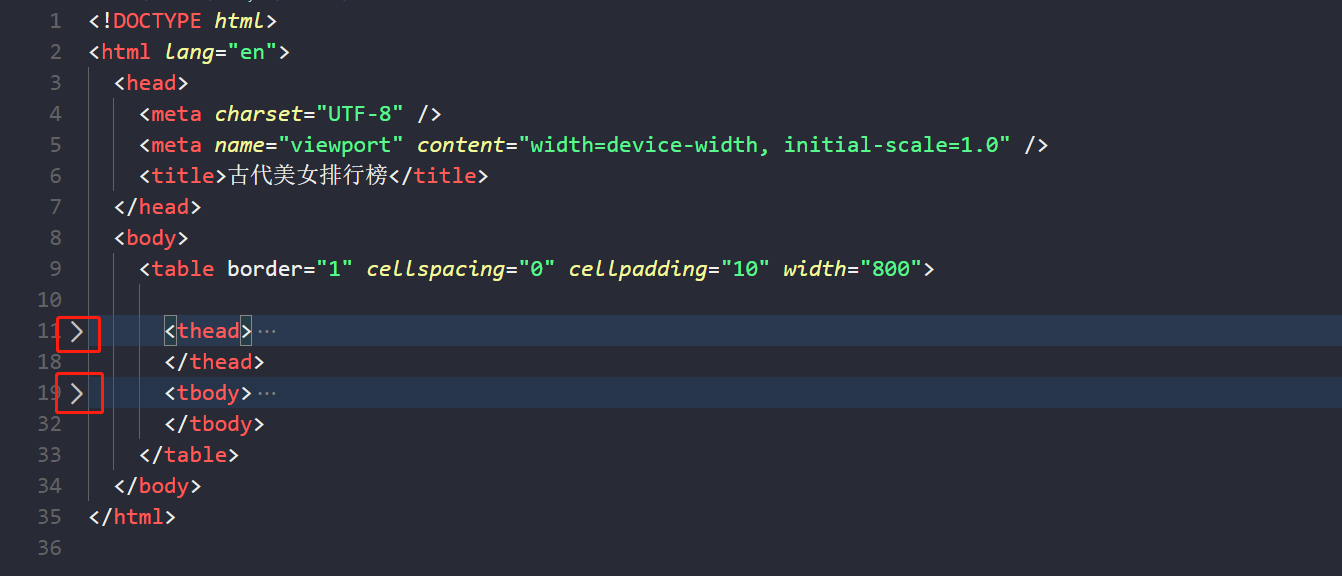 1 <!DOCTYPE html>
2 <html lang="en">
3 <head>
4 <meta charset="UTF-8" />
5 <meta name="viewport" content="width=device-width, initial-scale=1.0" />
6 <title>古代美女排行榜</title>
7 </head>
8 <body>
9 <table border="1" cellspacing="0" cellpadding="10" width="800">
10
11 <thead>···
18 </thead>
19 <tbody>···
32 </tbody>
33 </table>
34 </body>
35 </html>
36